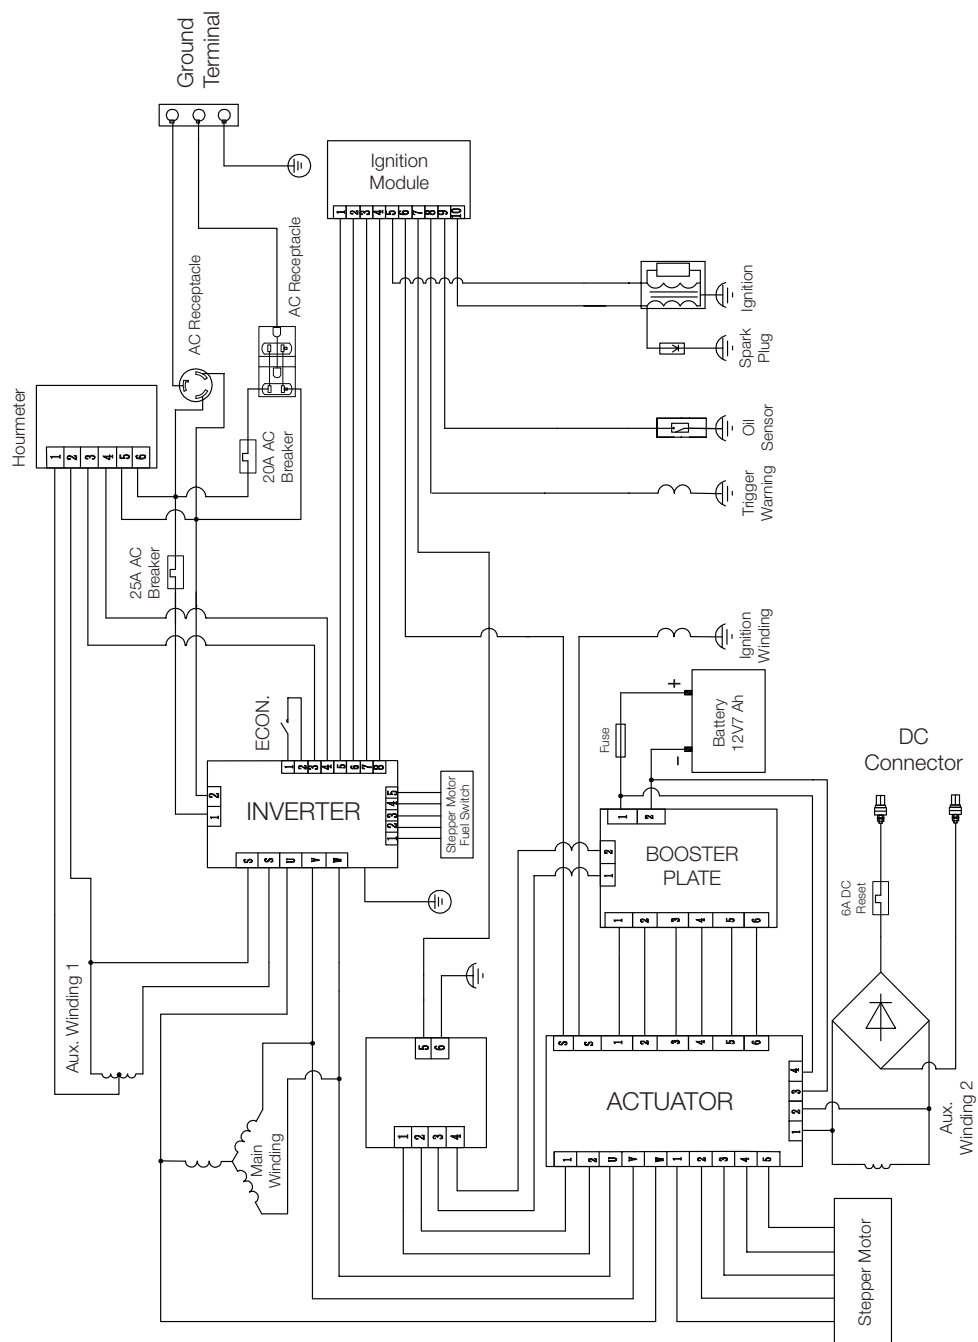 Ground
Terminal
Ignition
Module
1
2
3
4
5
6
7
8
9
10
AC Receptacle
AC Receptacle
Hourmeter
1
2
3
4
5
6
20A AC
Breaker
25A AC
Breaker
Ignition
Spark
Plug
Oil
Sensor
Trigger
Warning
Ignition
Winding
ECON.
INVERTER
1
2
3
4
5
6
7
8
1
2
S
S
U
V
W
1
2
3
4
5
Stepper Motor
Fuel Switch
Fuse
+
-
Battery
12V7 Ah
DC
Connector
BOOSTER
PLATE
1
2
1
2
1
2
3
4
5
6
6A DC
Reset
Aux. Winding 1
Main
Winding
5
6
1
2
3
4
ACTUATOR
S
S
1
2
3
4
5
6
1
2
3
4
1
2
U
V
W
1
2
3
4
5
Aux.
Winding 2
Stepper Motor